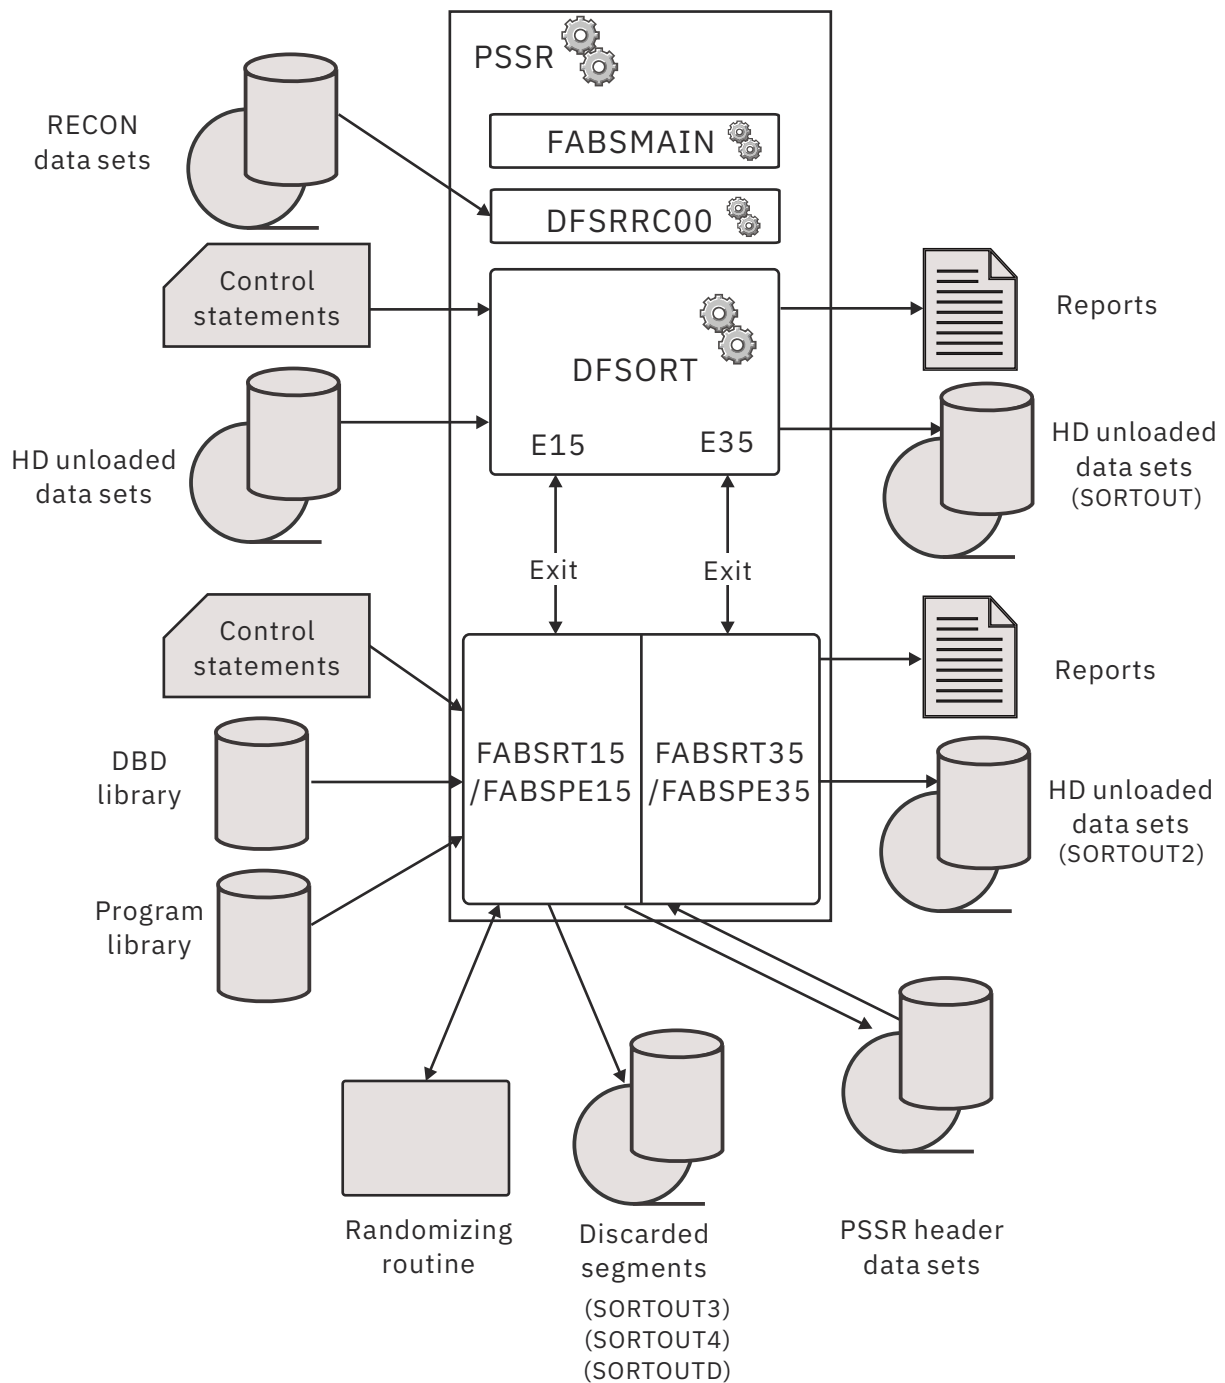 PSSR
RECON
data sets
FABSMAIN
DFSRRC00
Control
statements
Reports
DFSORT
E15
E35
HD unloaded
data sets
HD unloaded
data sets
(SORTOUT)
Exit
Exit
Control
statements
Reports
FABSRT15
/FABSPE15
FABSRT35
/FABSPE35
DBD
library
HD unloaded
data sets
(SORTOUT2)
Program
library
Randomizing
routine
Discarded
segments
(SORTOUT3)
(SORTOUT4)
(SORTOUTD)
PSSR header
data sets